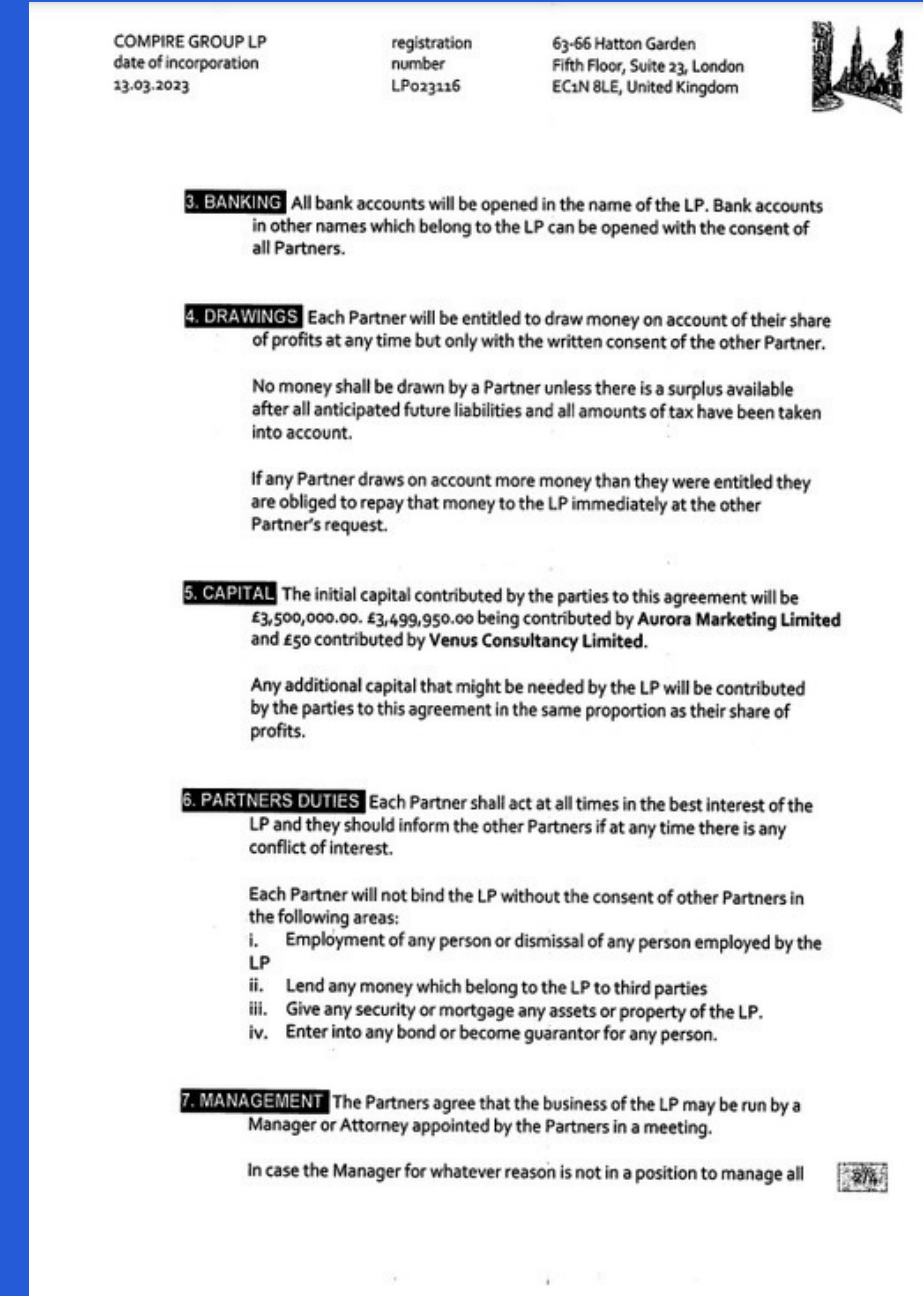 COMPIRE GROUP LP
date of incorporation
13.03.2023
registration
number
LP023116
63-66 Hatton Garden
Fifth Floor, Suite 23, London
EC1N 8LE, United Kingdom
3. BANKING All bank accounts will be opened in the name of the LP. Bank accounts
in other names which belong to the LP can be opened with the consent of
all Partners.
4. DRAWINGS Each Partner will be entitled to draw money on account of their share
of profits at any time but only with the written consent of the other Partner.
No money shall be drawn by a Partner unless there is a surplus available
after all anticipated future liabilities and all amounts of tax have been taken
into account.
If any Partner draws on account more money than they were entitled they
are obliged to repay that money to the LP immediately at the other
Partner's request.
5. CAPITAL The initial capital contributed by the parties to this agreement will be
£3,500,000.00. £3,499,950.00 being contributed by Aurora Marketing Limited
and £50 contributed by Venus Consultancy Limited.
Any additional capital that might be needed by the LP will be contributed
by the parties to this agreement in the same proportion as their share of
profits.
6. PARTNERS DUTIES Each Partner shall act at all times in the best interest of the
LP and they should inform the other Partners if at any time there is any
conflict of interest.
Each Partner will not bind the LP without the consent of other Partners in
the following areas:
i. Employment of any person or dismissal of any person employed by the
LP
ii. Lend any money which belong to the LP to third parties
iii. Give any security or mortgage any assets or property of the LP.
iv. Enter into any bond or become guarantor for any person.
7. MANAGEMENT The Partners agree that the business of the LP may be run by a
Manager or Attorney appointed by the Partners in a meeting.
In case the Manager for whatever reason is not in a position to manage all
2/4